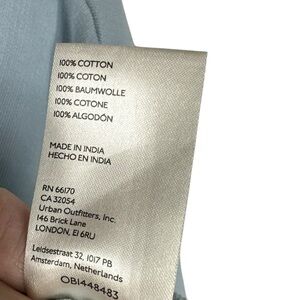 100% COTTON
100% COTON
100% BAUMWOLLE
100% COTONE
100% ALGODÓN
MADE IN INDIA
HECHO EN INDIA
RN 66170
CA 32054
Urban Outfitters, Inc.
146 Brick Lane
LONDON, E1 6RU
Leidsestraat 32, 1017 PB
Amsterdam, Netherlands
OB1448483